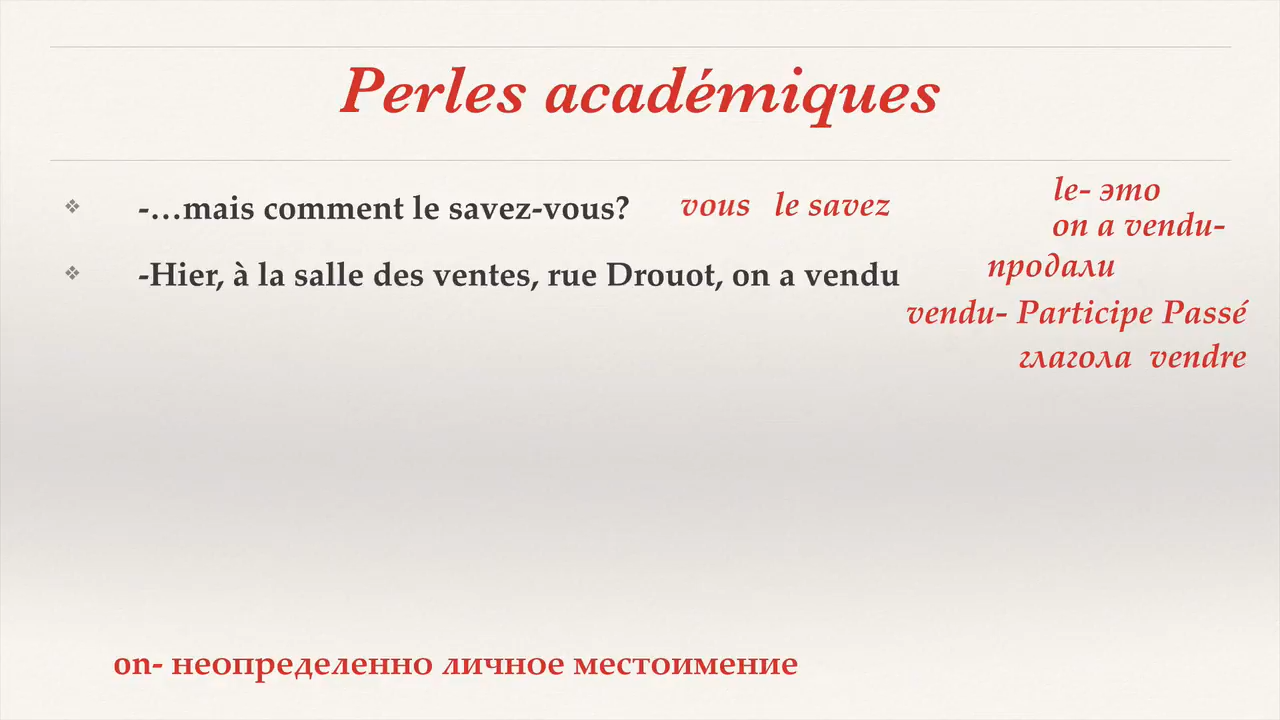 Perles académiques
-…mais comment le savez-vous? vous le savez
le- это
on a vendu-
-Hier, à la salle des ventes, rue Drouot, on a vendu
продали
vendu- Participe Passé
глагола vendre
on- неопределенно личное местоимение